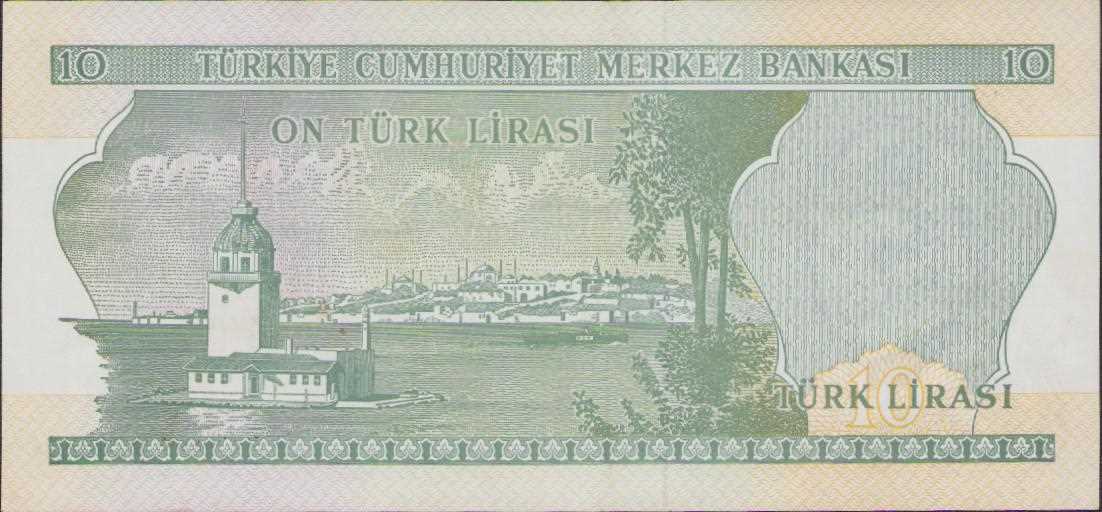 10 TÜRKİYE CUMHURİYET MERKEZ BANKASI 10
ON TÜRK LİRASI
10
TÜRK LİRASI